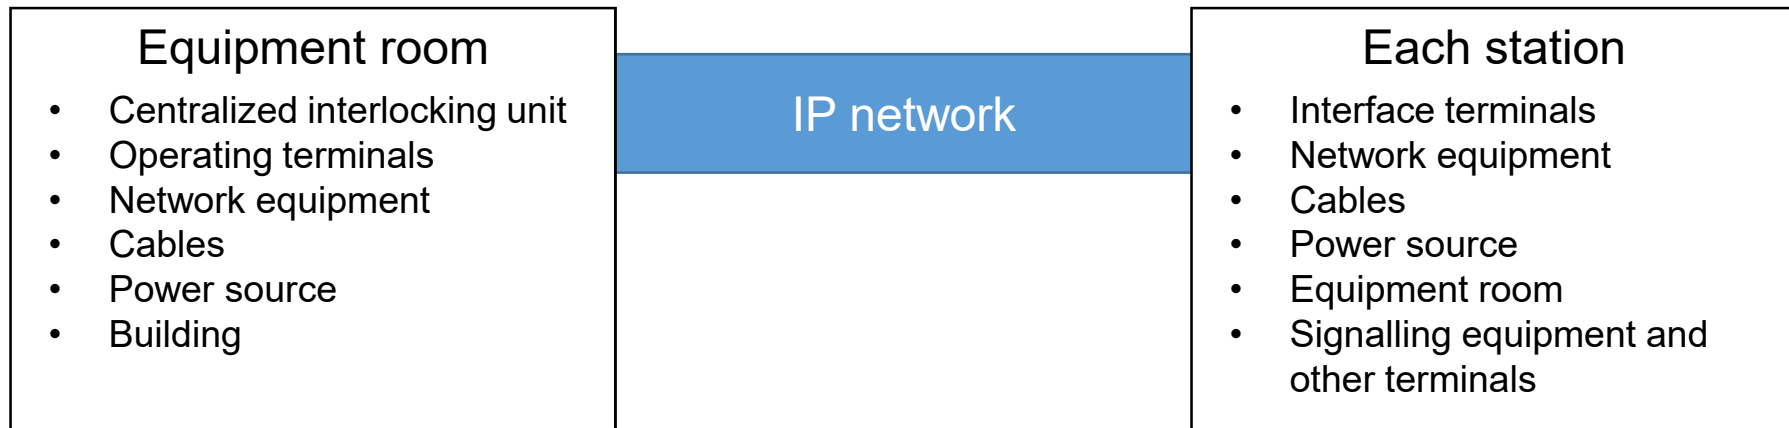 Equipment room
• Centralized interlocking unit
• Operating terminals
• Network equipment
• Cables
• Power source
• Building
IP network
Each station
• Interface terminals
• Network equipment
• Cables
• Power source
• Equipment room
• Signalling equipment and
other terminals